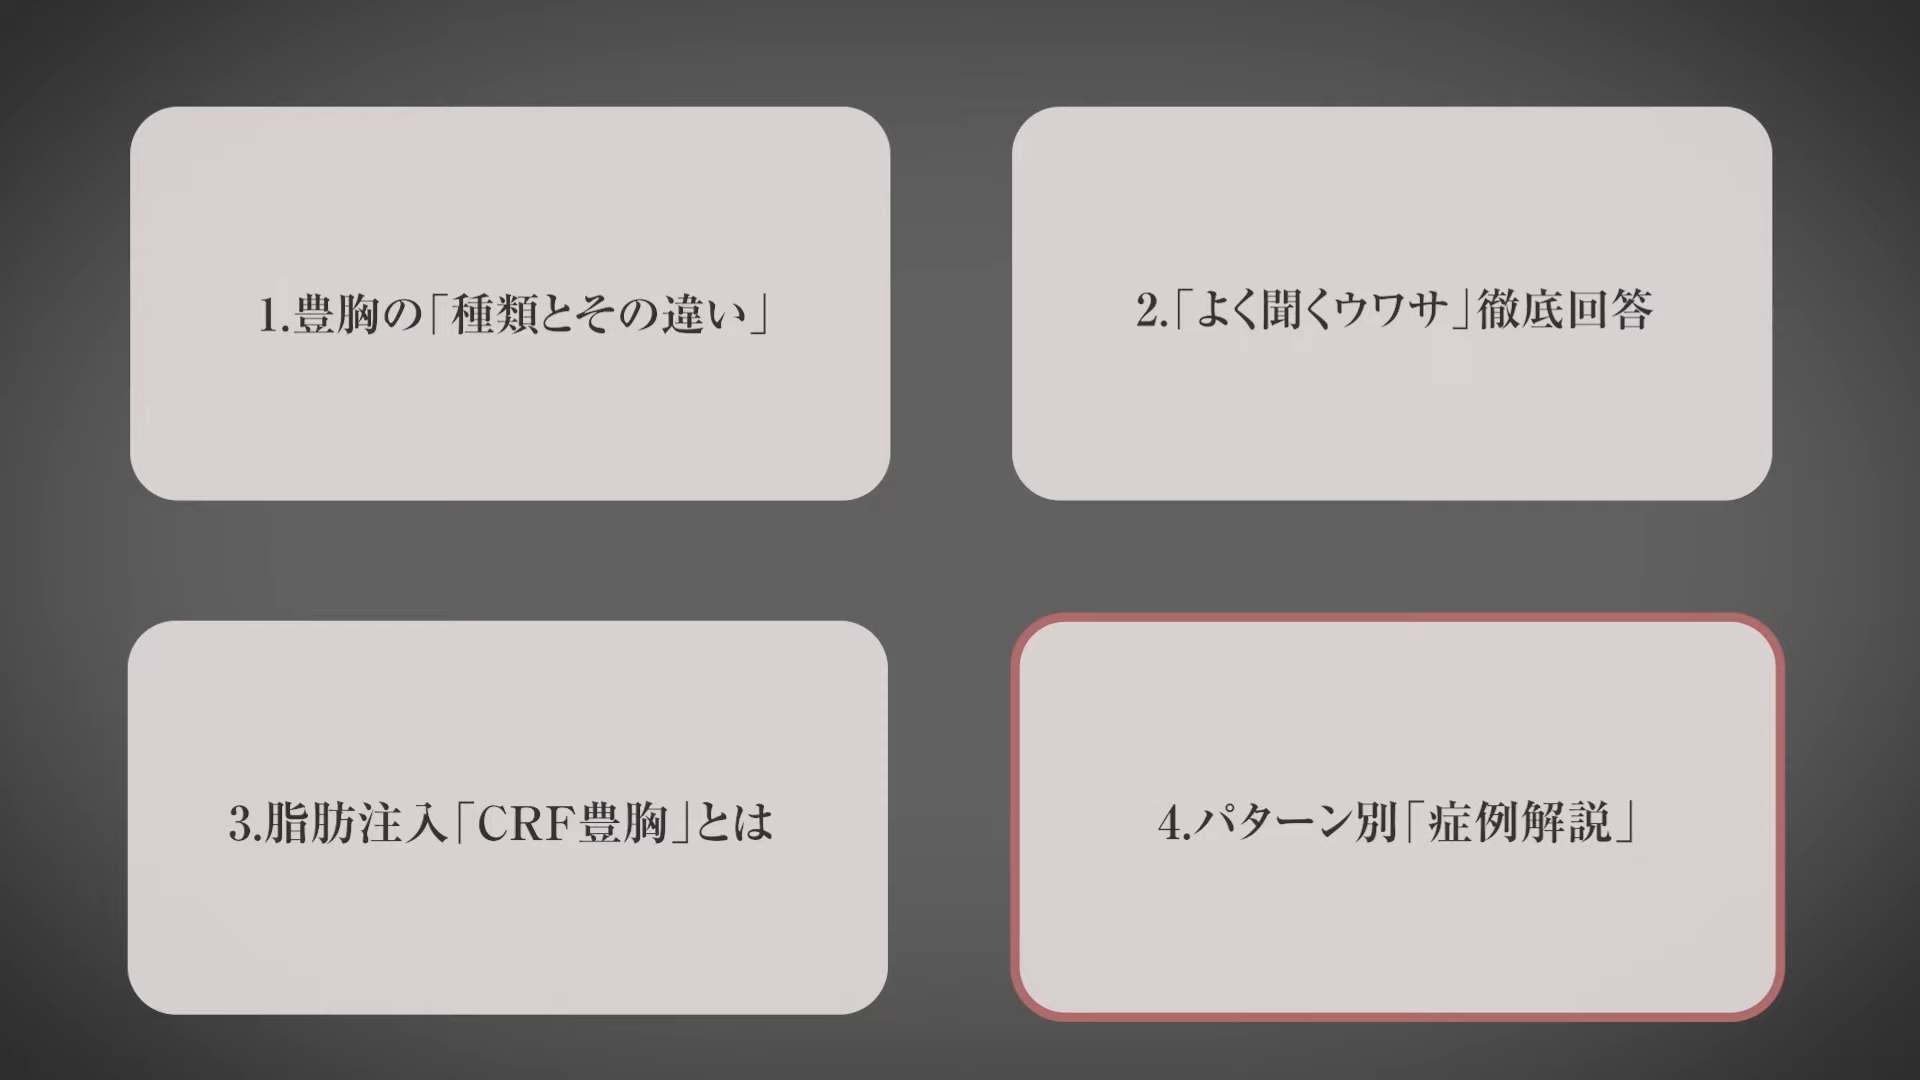 1.豊胸の「種類とその違い」
2.「よく聞くウワサ」徹底回答
3.脂肪注入「CRF豊胸」とは
4.パターン別「症例解説」